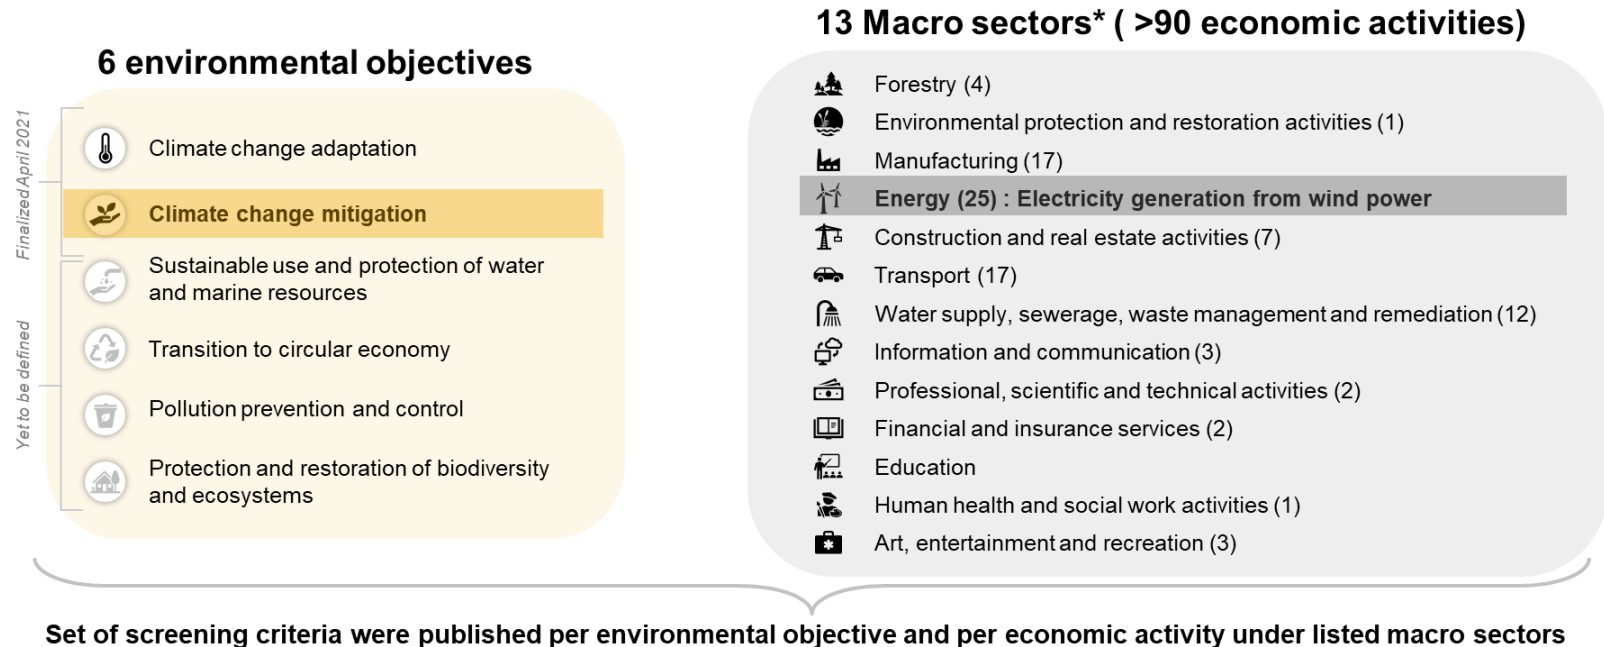 13 Macro sectors* ( >90 economic activities)
6 environmental objectives
Finalized April 2021
Climate change adaptation
Climate change mitigation
Yet to be defined
Sustainable use and protection of water
and marine resources
Transition to circular economy
Pollution prevention and control
Protection and restoration of biodiversity
and ecosystems
Forestry (4)
Environmental protection and restoration activities (1)
Manufacturing (17)
Energy (25) : Electricity generation from wind power
Construction and real estate activities (7)
Transport (17)
Water supply, sewerage, waste management and remediation (12)
Information and communication (3)
Professional, scientific and technical activities (2)
Financial and insurance services (2)
Education
Human health and social work activities (1)
Art, entertainment and recreation (3)
Set of screening criteria were published per environmental objective and per economic activity under listed macro sectors